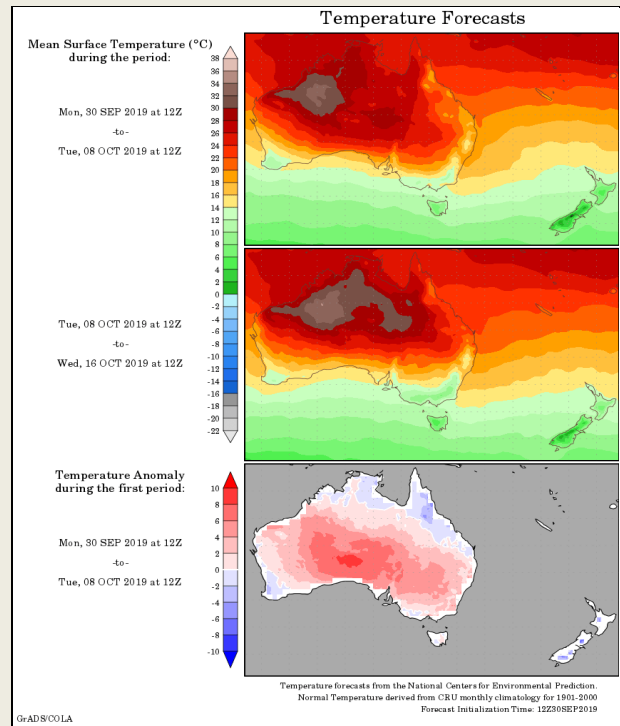 Temperature Forecasts
Mean Surface Temperature (°C)
during the period:
Mon, 30 SEP 2019 at 12Z
-to-
Tue, 08 OCT 2019 at 12Z
38
36
34
32
30
28
26
24
22
20
18
16
14
12
10
8
6
4
2
0
-2
-4
-6
-8
-10
-12
-14
-16
-18
-20
-22
Tue, 08 OCT 2019 at 12Z
-to-
Wed, 16 OCT 2019 at 12Z
Temperature Anomaly
during the first period:
Mon, 30 SEP 2019 at 12Z
-to-
Tue, 08 OCT 2019 at 12Z
10
8
6
4
2
0
-2
-4
-6
-8
-10
Temperature forecasts from the National Centers for Environmental Prediction.
Normal Temperature derived from CRU monthly climatology for 1901-2000
Forecast Initialization Time: 12Z30SEP2019
GrADS/COLA